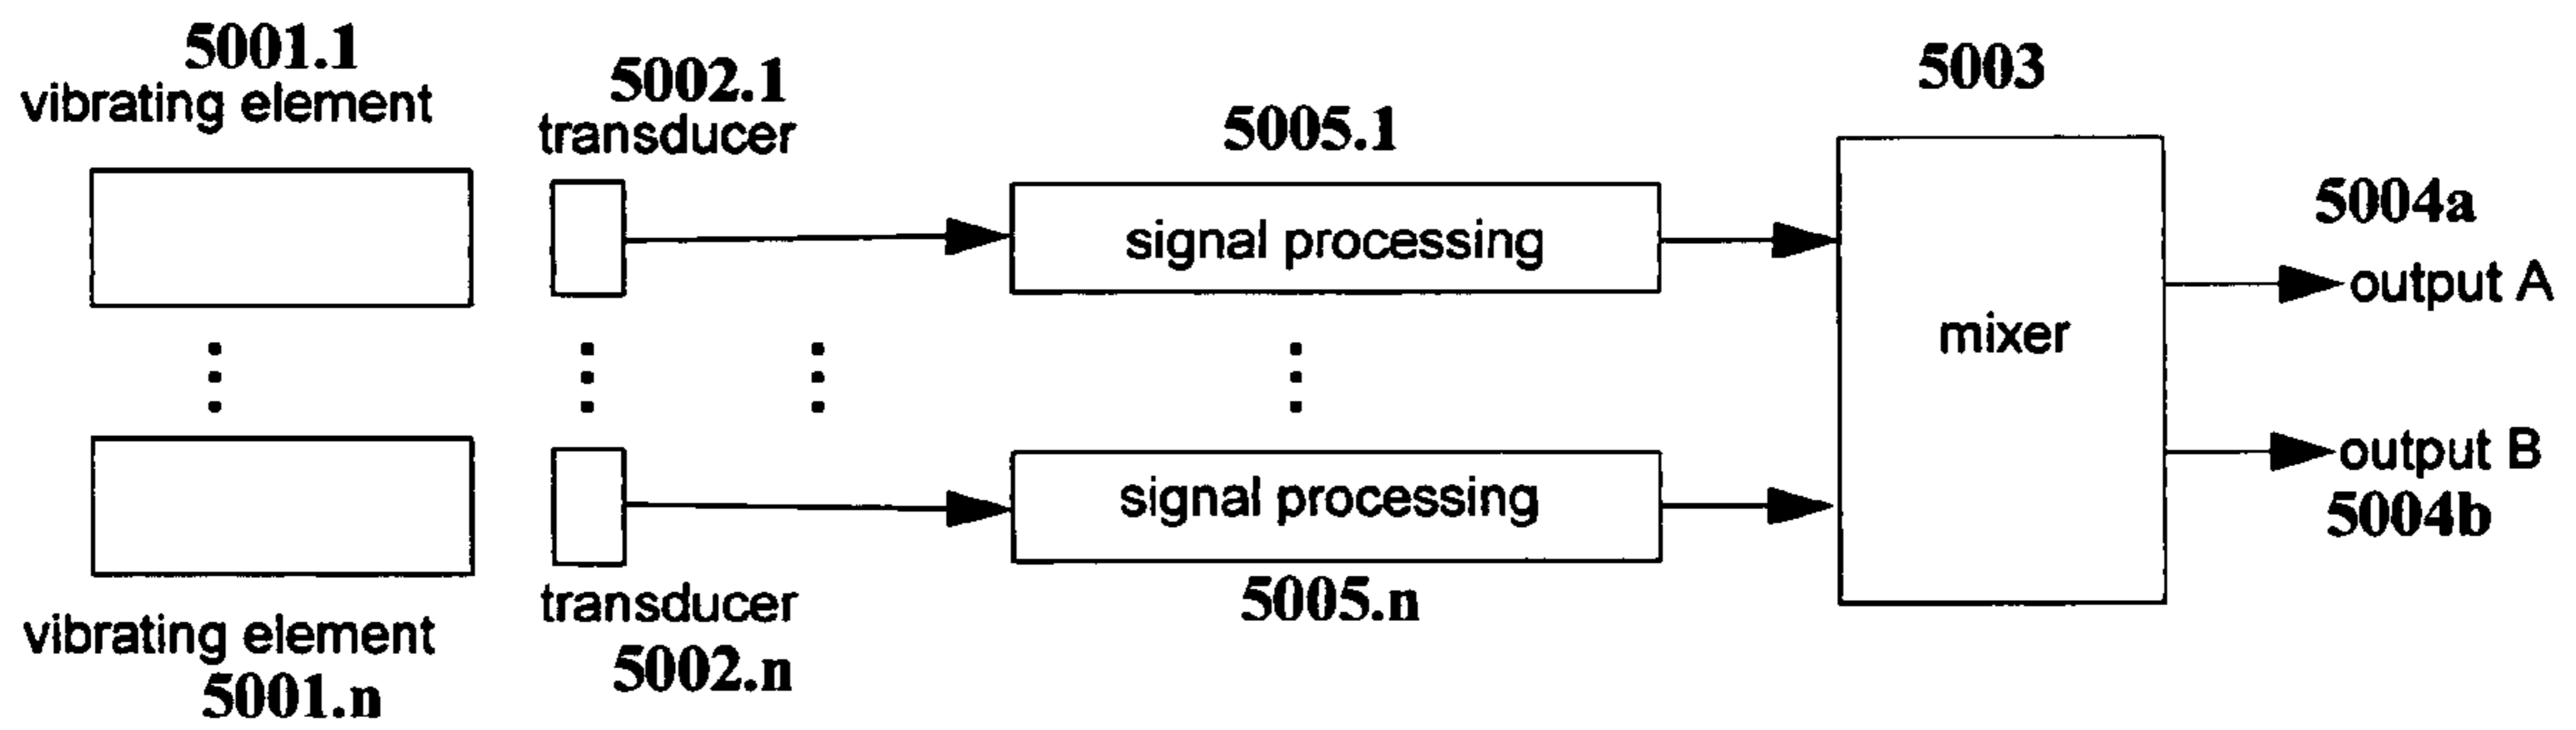 5001.1
vibrating element
5002.1
transducer
5005.1
signal processing
5003
mixer
5004a
output A
output B
5004b
signal processing
5005.n
transducer
5002.n
vibrating element
5001.n